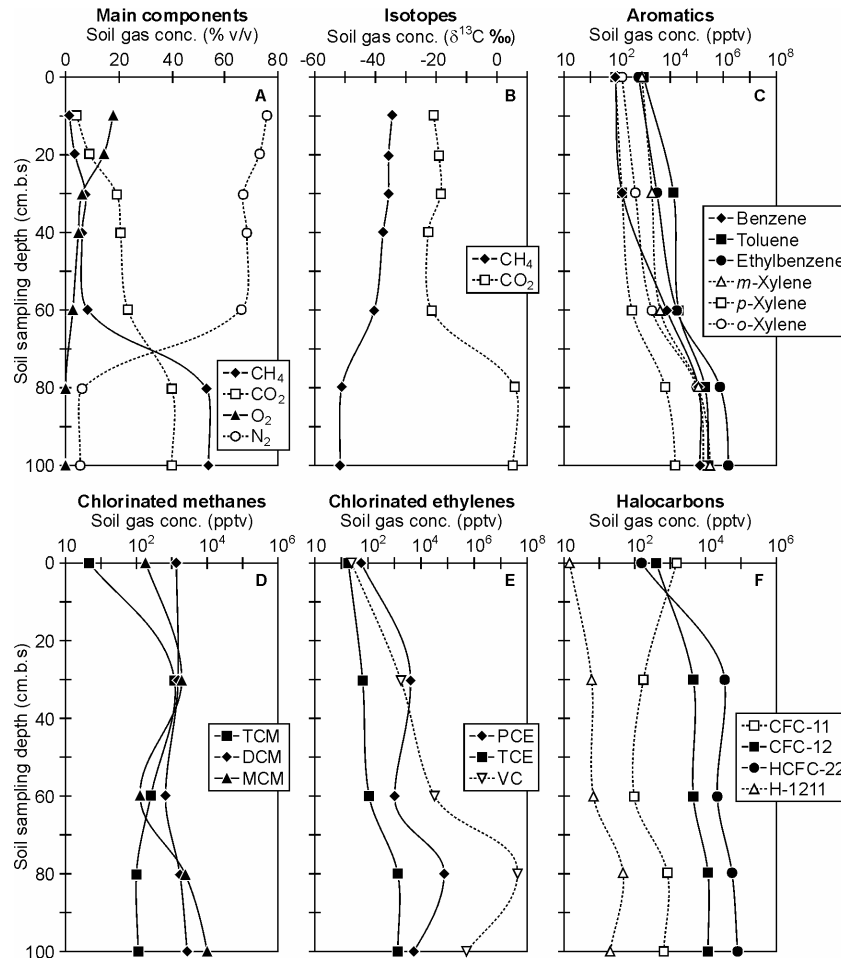 Main components
Soil gas conc. (% v/v)
0 20 40 60 80
Soil sampling depth (cm.b.s)
0
20
40
60
80
100
A
CH₄
CO₂
O₂
N₂
Isotopes
Soil gas conc. (δ¹³C ‰)
-60 -40 -20 0
B
CH₄
CO₂
Aromatics
Soil gas conc. (pptv)
10 10² 10⁴ 10⁶ 10⁸
C
Benzene
Toluene
Ethylbenzene
m-Xylene
p-Xylene
o-Xylene
Chlorinated methanes
Soil gas conc. (pptv)
10 10² 10⁴ 10⁶
Soil sampling depth (cm.b.s)
0
20
40
60
80
100
D
TCM
DCM
MCM
Chlorinated ethylenes
Soil gas conc. (pptv)
10 10² 10⁴ 10⁶ 10⁸
E
PCE
TCE
VC
Halocarbons
Soil gas conc. (pptv)
10 10² 10⁴ 10⁶
F
CFC-11
CFC-12
HCFC-22
H-1211